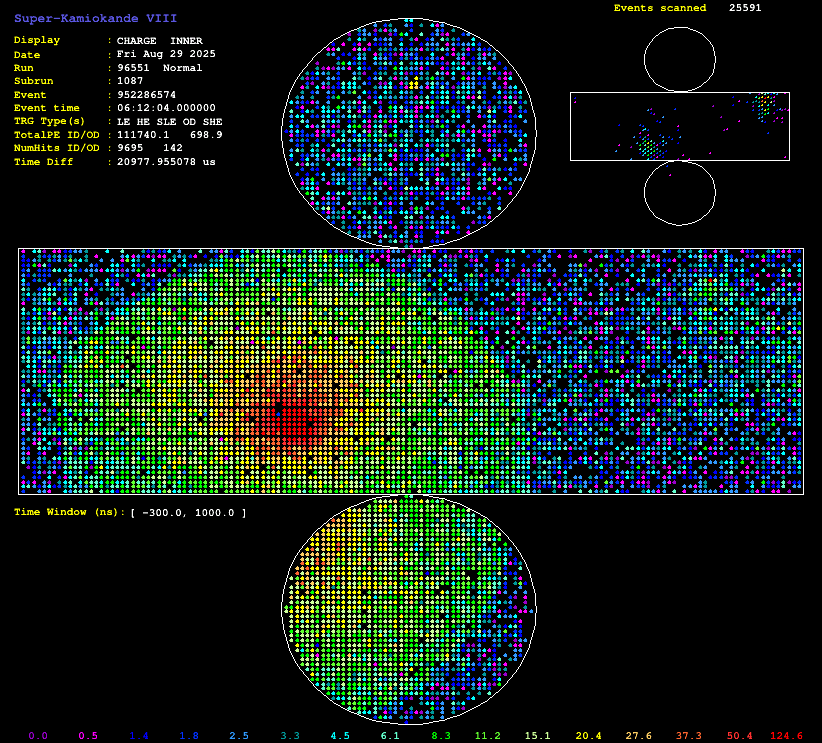 Super-Kamiokande VIII
Events scanned 25591
Display : CHARGE INNER
Date : Fri Aug 29 2025
Run : 96551 Normal
Subrun : 1087
Event : 952286574
Event time : 06:12:04.000000
TRG Type(s) : LE HE SLE OD SHE
TotalPE ID/OD : 111740.1 698.9
NumHits ID/OD : 9695 142
Time Diff : 20977.955078 us
Time Window (ns): [ -300.0, 1000.0 ]
0.0 0.5 1.4 1.8 2.5 3.3 4.5 6.1 8.3 11.2 15.1 20.4 27.6 37.3 50.4 124.6